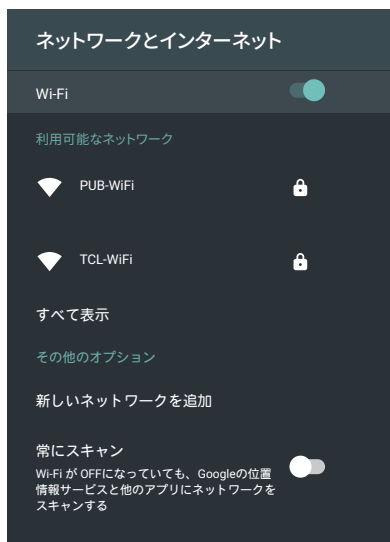 ネットワークとインターネット
Wi-Fi
利用可能なネットワーク
PUB-WiFi
TCL-WiFi
すべて表示
その他のオプション
新しいネットワークを追加
常にスキャン
Wi-Fi が OFFになっていても、Googleの位置
情報サービスと他のアプリにネットワークを
スキャンする